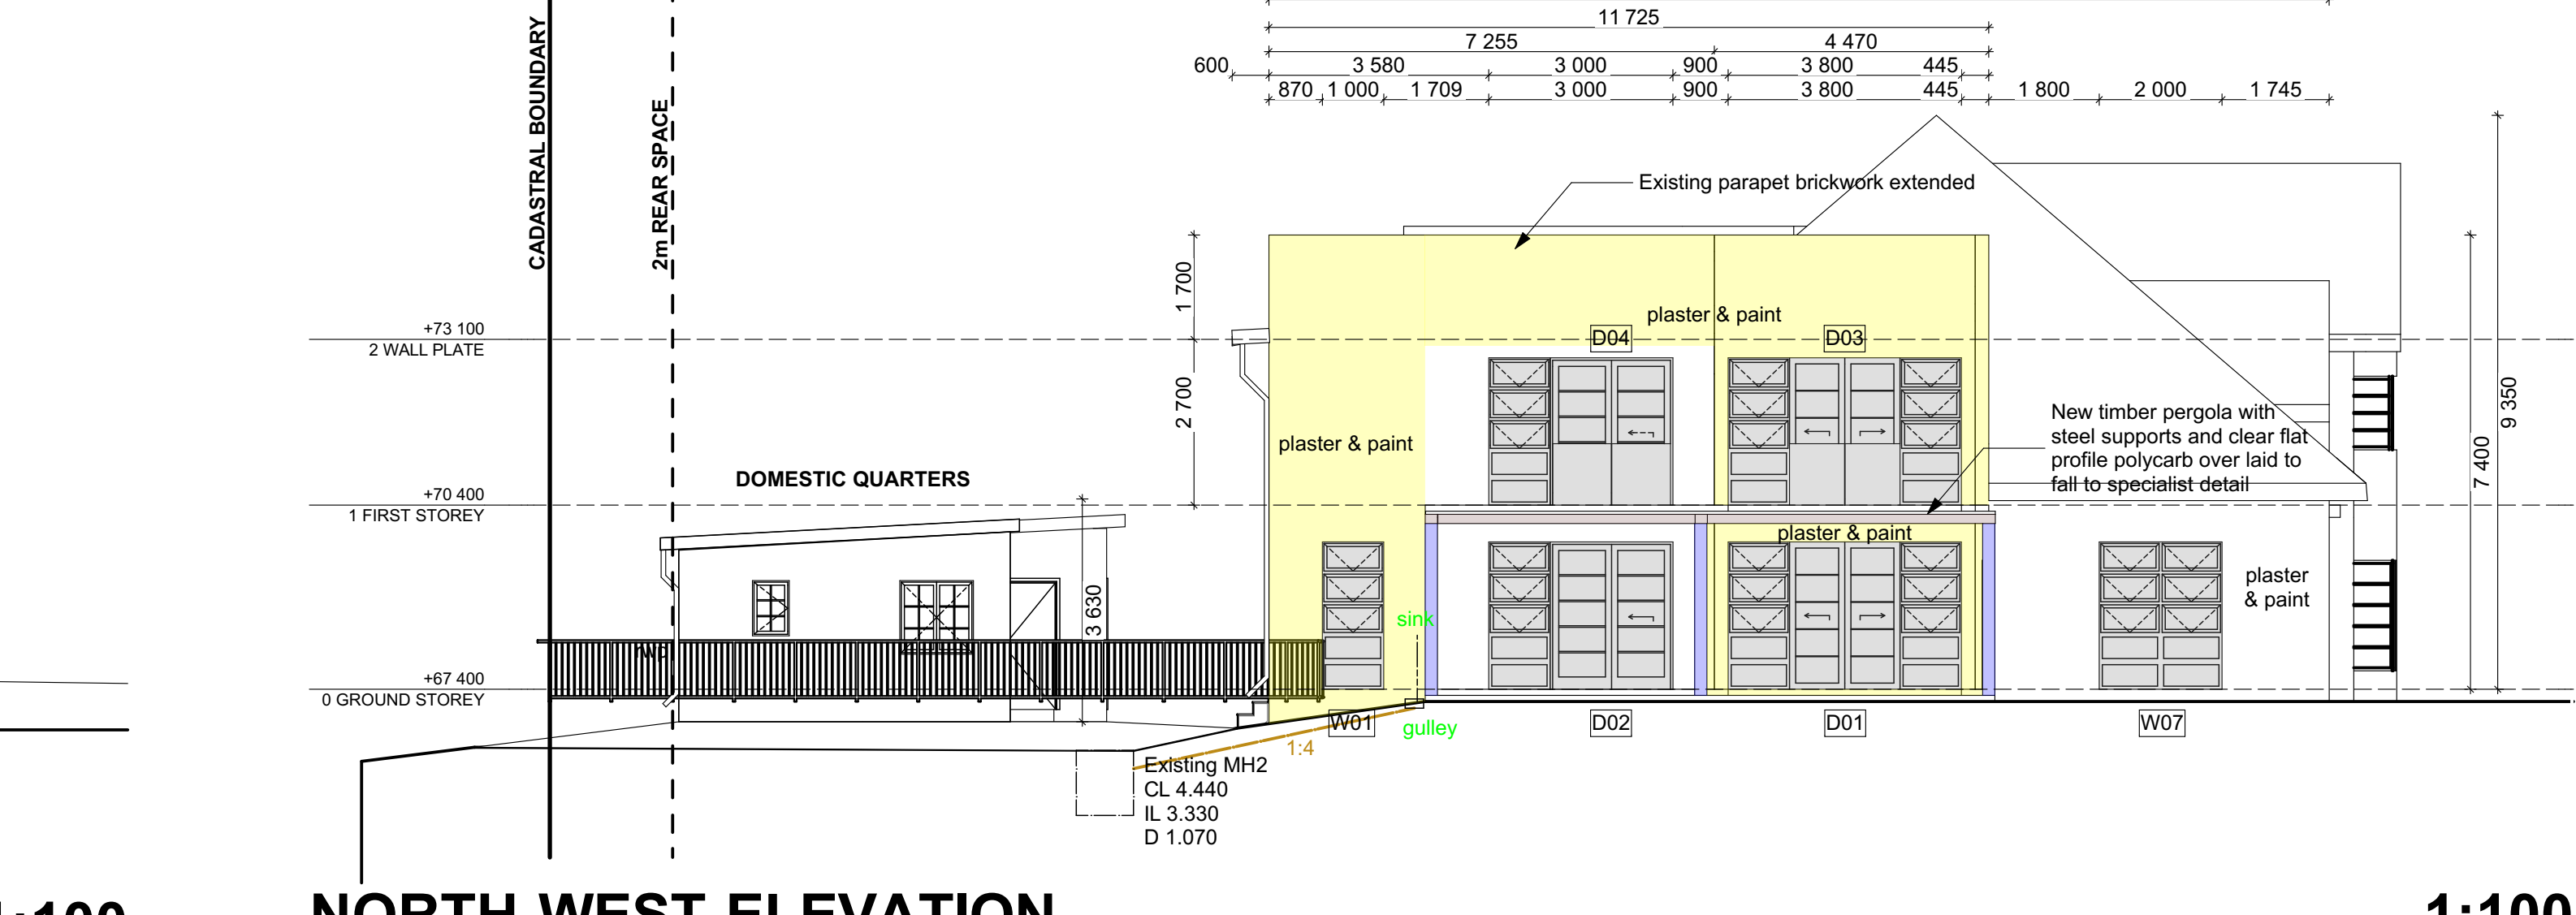 11 725
7 255
4 470
600
3 580
3 000
900
3 800
445
870
1 000
1 709
3 000
900
3 800
445
1 800
2 000
1 745
CADASTRAL BOUNDARY
2m REAR SPACE
Existing parapet brickwork extended
1 700
plaster & paint
+73 100
2 WALL PLATE
D04
D03
2 700
9 350
7 400
New timber pergola with
steel supports and clear flat
profile polycarb over laid to
fall to specialist detail
plaster & paint
DOMESTIC QUARTERS
+70 400
1 FIRST STOREY
plaster & paint
plaster
& paint
3 630
sink
rwp
+67 400
0 GROUND STOREY
W01
gulley
D02
D01
W07
1:4
Existing MH2
CL 4.440
IL 3.330
D 1.070
1:100
NORTH WEST ELEVATION
1:100